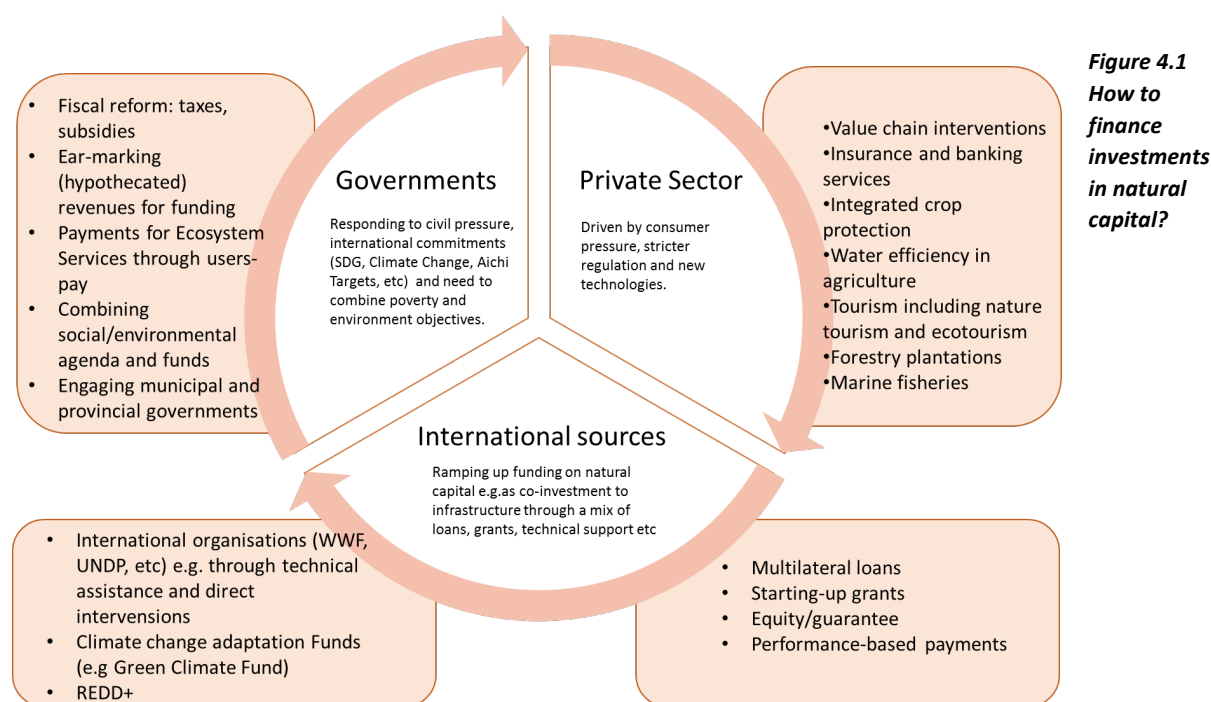 Figure 4.1
How to
finance
investments
in natural
capital?
• Fiscal reform: taxes,
subsidies
• Ear-marking
(hypothecated)
revenues for funding
• Payments for Ecosystem
Services through users-
pay
• Combining
social/environmental
agenda and funds
• Engaging municipal and
provincial governments
Governments
Responding to civil pressure,
international commitments
(SDG, Climate Change, Aichi
Targets, etc) and need to
combine poverty and
environment objectives.
Private Sector
Driven by consumer
pressure, stricter
regulation and new
technologies.
•Value chain interventions
•Insurance and banking
services
•Integrated crop
protection
•Water efficiency in
agriculture
•Tourism including nature
tourism and ecotourism
•Forestry plantations
•Marine fisheries
International sources
Ramping up funding on natural
capital e.g.as co-investment to
infrastructure through a mix of
loans, grants, technical support etc
• International organisations (WWF,
UNDP, etc) e.g. through technical
assistance and direct
intervensions
• Climate change adaptation Funds
(e.g Green Climate Fund)
• REDD+
• Multilateral loans
• Starting-up grants
• Equity/guarantee
• Performance-based payments